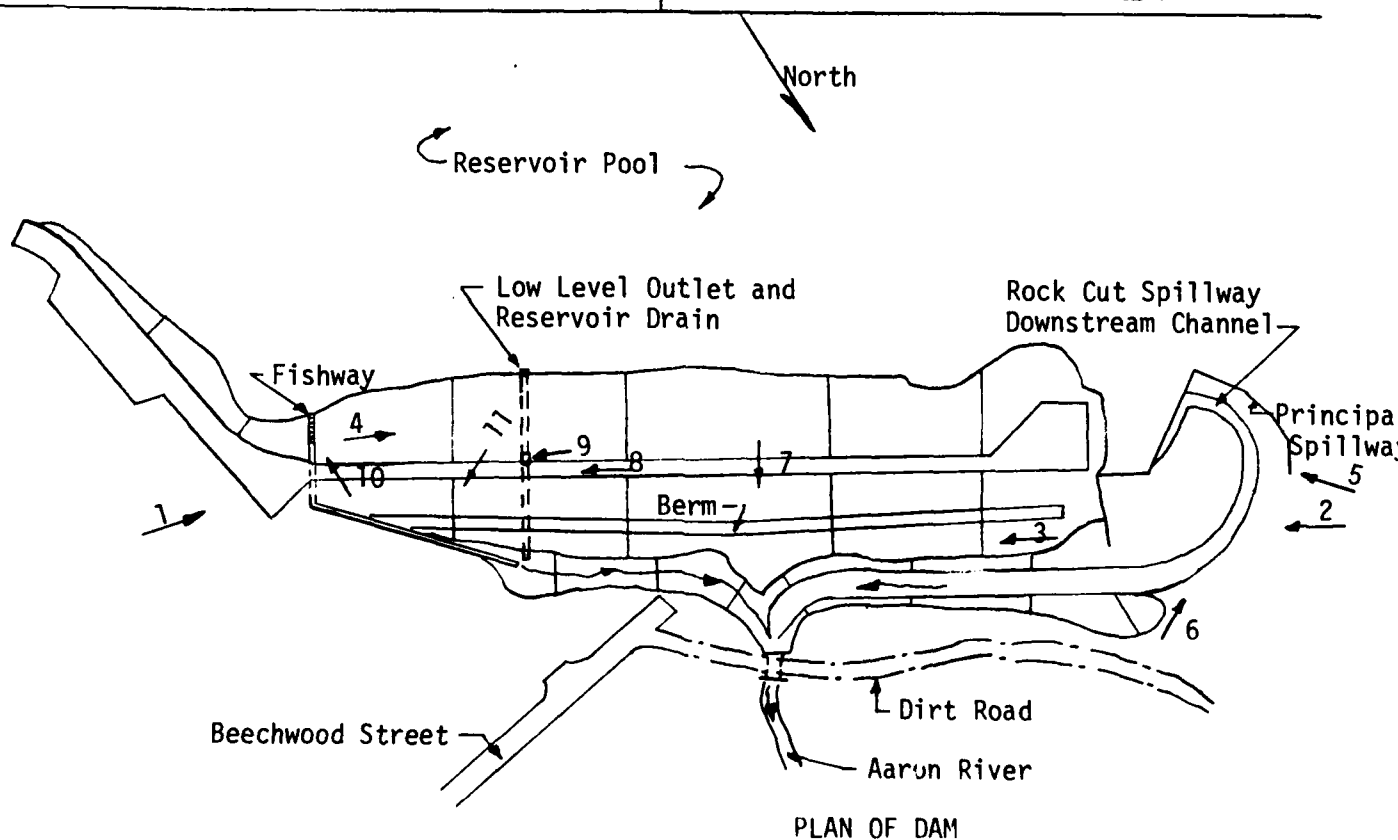 North
Reservoir Pool
Low Level Outlet and
Reservoir Drain
Rock Cut Spillway
Downstream Channel
Fishway
4
11
Principa
Spillway
9
8
7
10
5
1
Berm
2
3
6
Dirt Road
Beechwood Street
Aaron River
PLAN OF DAM